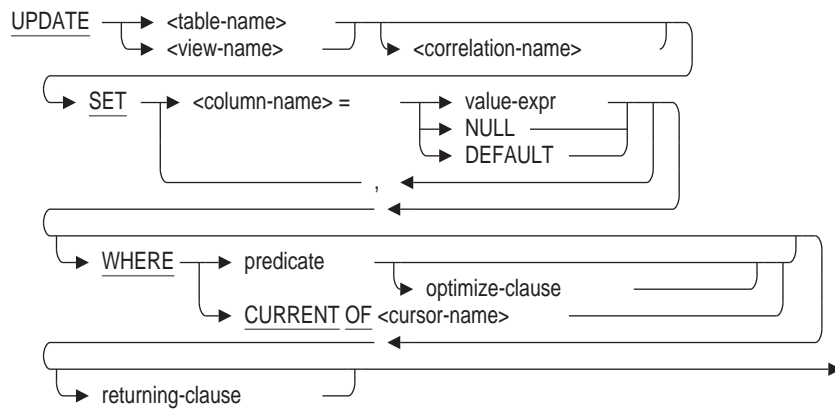 UPDATE <table-name>
<view-name> <correlation-name>
SET <column-name> = value-expr
NULL
DEFAULT
,
WHERE predicate
optimize-clause
CURRENT OF <cursor-name>
returning-clause